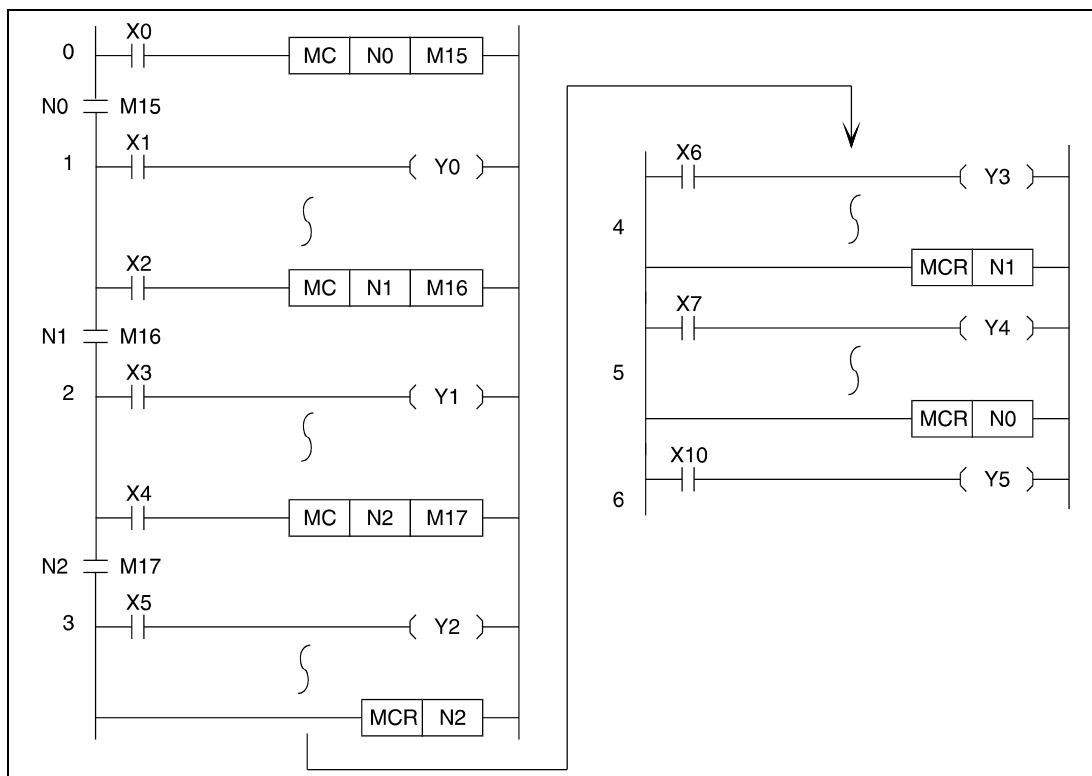 X0
0 MC N0 M15
N0 M15
X1
1 Y0
X2
MC N1 M16
N1 M16
X3
2 Y1
X4
MC N2 M17
N2 M17
X5
3 Y2
MCR N2
X6
Y3
4
MCR N1
X7
Y4
5
MCR N0
X10
Y5
6